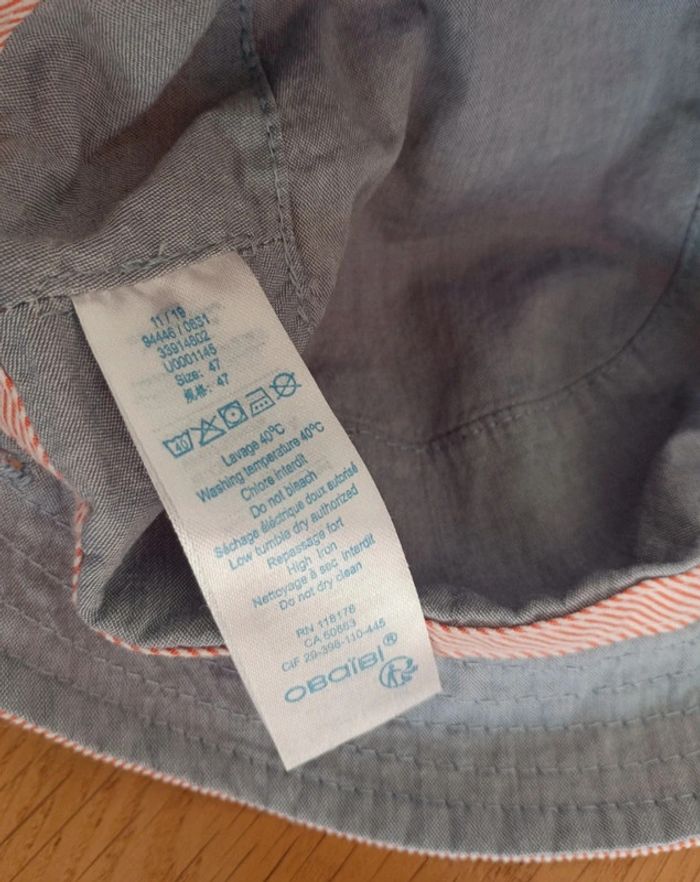 11 / 19
94446 / 0631
33914602
U0001145
Size: 47
规格: 47
40
Lavage 40°C
Washing temperature 40°C
Chlore interdit
Do not bleach
Séchage électrique doux autorisé
Low tumble dry authorized
Repassage fort
High Iron
Nettoyage à sec interdit
Do not dry clean
RN 116176
CA 50663
CIF 29-398-110-445
OBAÏBI®